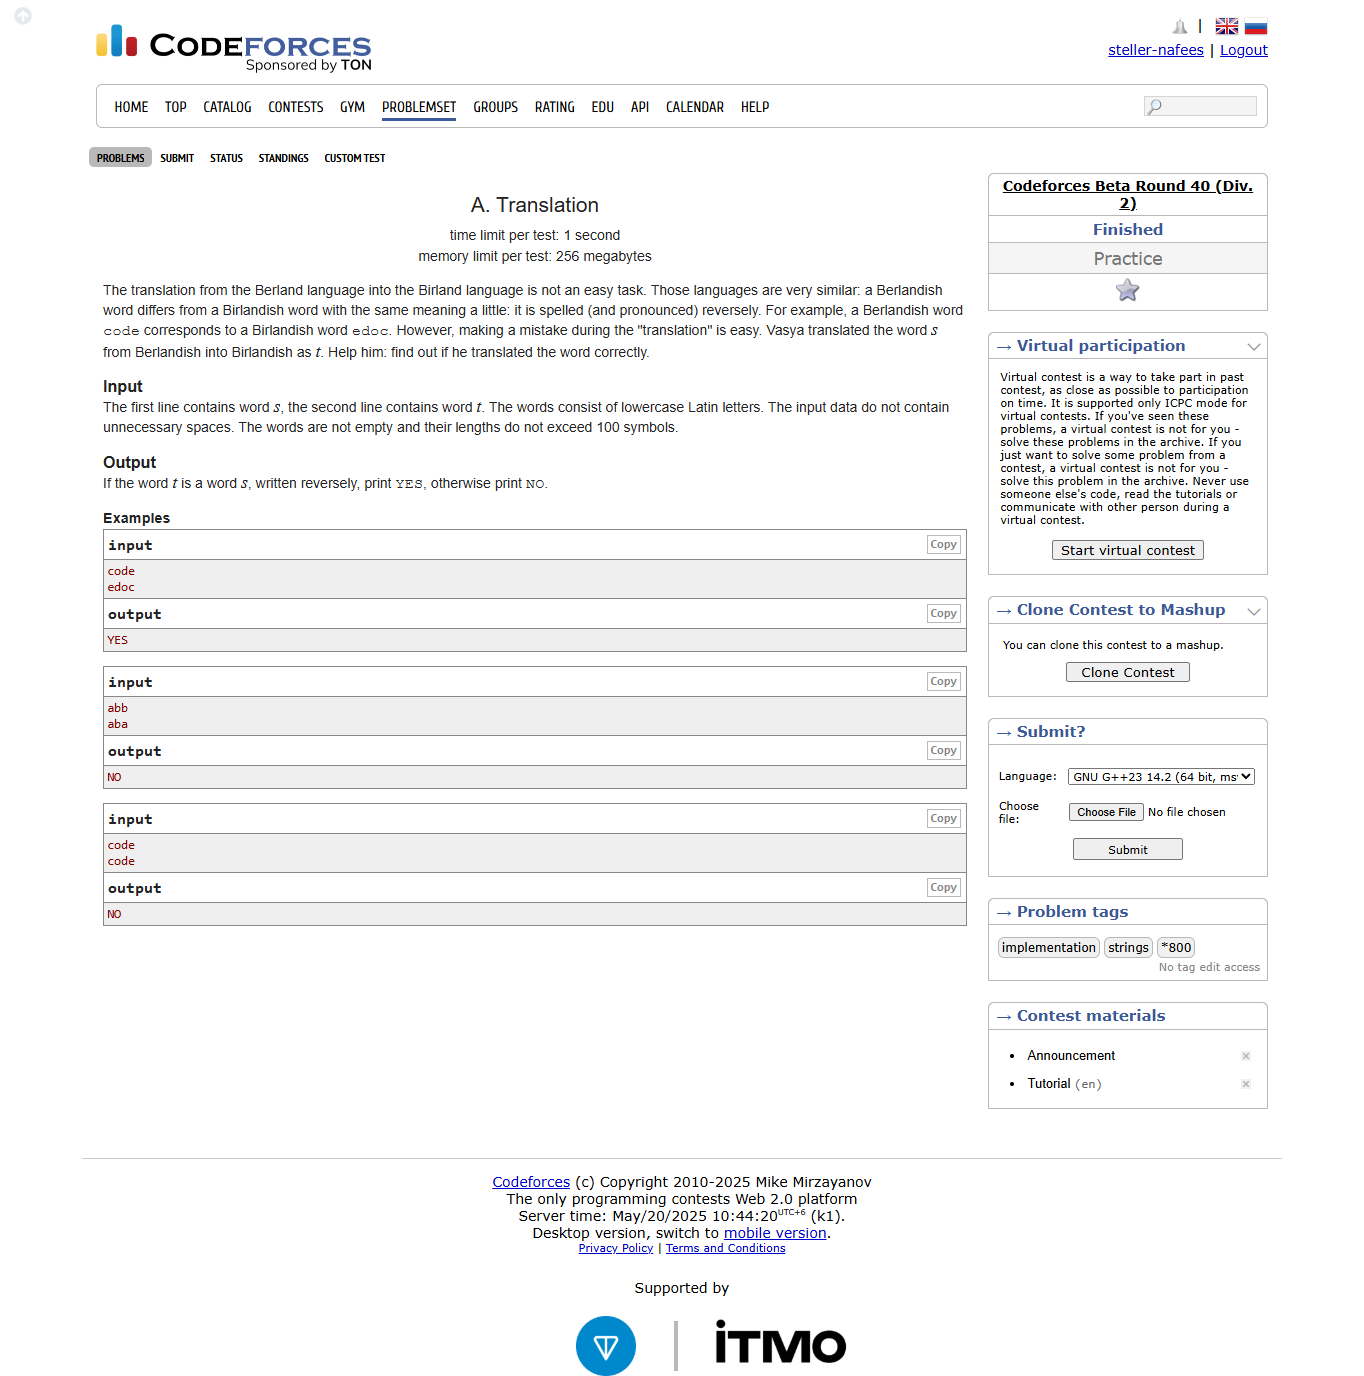 CODEFORCES
Sponsored by TON
steller-nafees | Logout
HOME TOP CATALOG CONTESTS GYM PROBLEMSET GROUPS RATING EDU API CALENDAR HELP
PROBLEMS SUBMIT STATUS STANDINGS CUSTOM TEST
A. Translation
time limit per test: 1 second
memory limit per test: 256 megabytes
The translation from the Berland language into the Birland language is not an easy task. Those languages are very similar: a Berlandish
word differs from a Birlandish word with the same meaning a little: it is spelled (and pronounced) reversely. For example, a Berlandish word
code corresponds to a Birlandish word edoc. However, making a mistake during the "translation" is easy. Vasya translated the word s
from Berlandish into Birlandish as t. Help him: find out if he translated the word correctly.
Input
The first line contains word s, the second line contains word t. The words consist of lowercase Latin letters. The input data do not contain
unnecessary spaces. The words are not empty and their lengths do not exceed 100 symbols.
Output
If the word t is a word s, written reversely, print YES, otherwise print NO.
Examples
input Copy
code
edoc
output Copy
YES
input Copy
abb
aba
output Copy
NO
input Copy
code
code
output Copy
NO
Codeforces Beta Round 40 (Div.
2)
Finished
Practice
→ Virtual participation
Virtual contest is a way to take part in past
contest, as close as possible to participation
on time. It is supported only ICPC mode for
virtual contests. If you've seen these
problems, a virtual contest is not for you -
solve these problems in the archive. If you
just want to solve some problem from a
contest, a virtual contest is not for you -
solve this problem in the archive. Never use
someone else's code, read the tutorials or
communicate with other person during a
virtual contest.
Start virtual contest
→ Clone Contest to Mashup
You can clone this contest to a mashup.
Clone Contest
→ Submit?
Language: GNU G++23 14.2 (64 bit, ms
Choose
file: Choose File No file chosen
Submit
→ Problem tags
implementation strings *800
No tag edit access
→ Contest materials
Announcement
Tutorial (en)
Codeforces (c) Copyright 2010-2025 Mike Mirzayanov
The only programming contests Web 2.0 platform
Server time: May/20/2025 10:44:20 UTC+6 (k1).
Desktop version, switch to mobile version.
Privacy Policy | Terms and Conditions
Supported by
iTMO